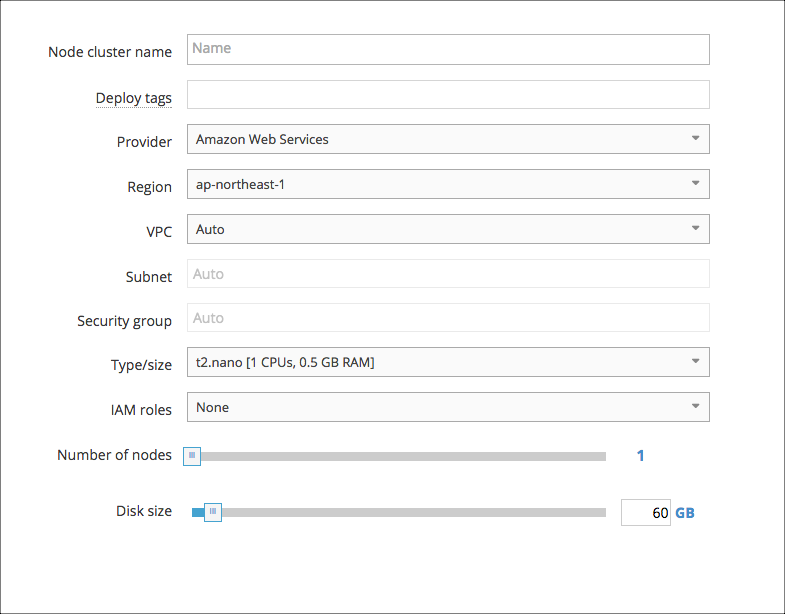 Node cluster name Name
Deploy tags
Provider Amazon Web Services
Region ap-northeast-1
VPC Auto
Subnet Auto
Security group Auto
Type/size t2.nano [1 CPUs, 0.5 GB RAM]
IAM roles None
Number of nodes 1
Disk size 60 GB